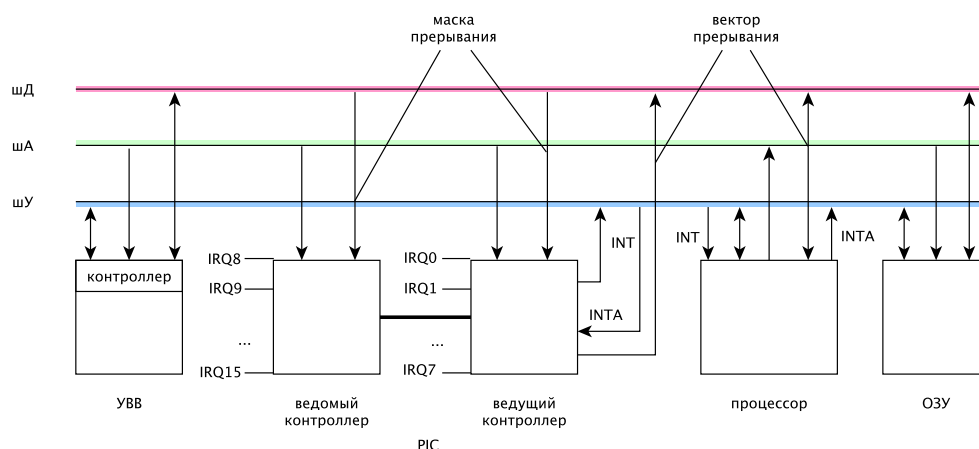 маска
прерывания
вектор
прерывания
шД
шА
шУ
INT
INT
INTA
контроллер
IRQ8
IRQ0
IRQ9
IRQ1
INTA
...
...
IRQ15
IRQ7
УВВ
ведомый
контроллер
ведущий
контроллер
процессор
ОЗУ
PIC